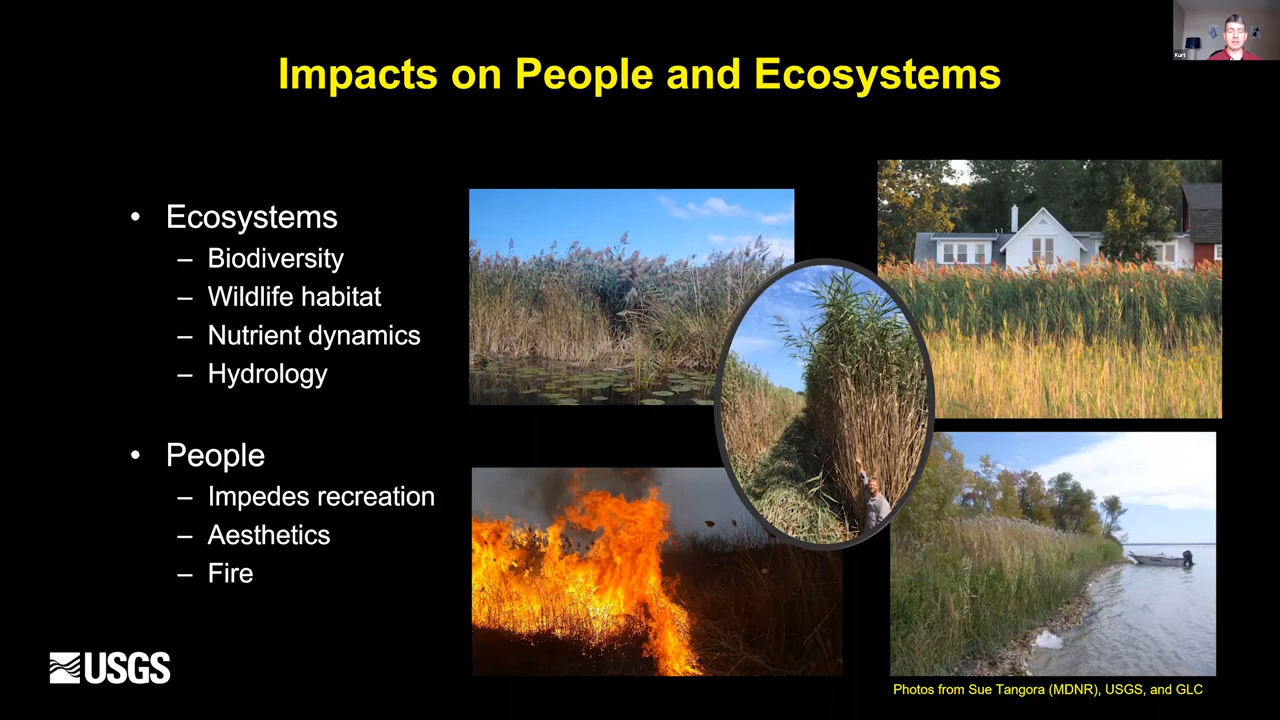 Kurt
Impacts on People and Ecosystems
• Ecosystems
– Biodiversity
– Wildlife habitat
– Nutrient dynamics
– Hydrology
• People
– Impedes recreation
– Aesthetics
– Fire
USGS
Photos from Sue Tangora (MDNR), USGS, and GLC